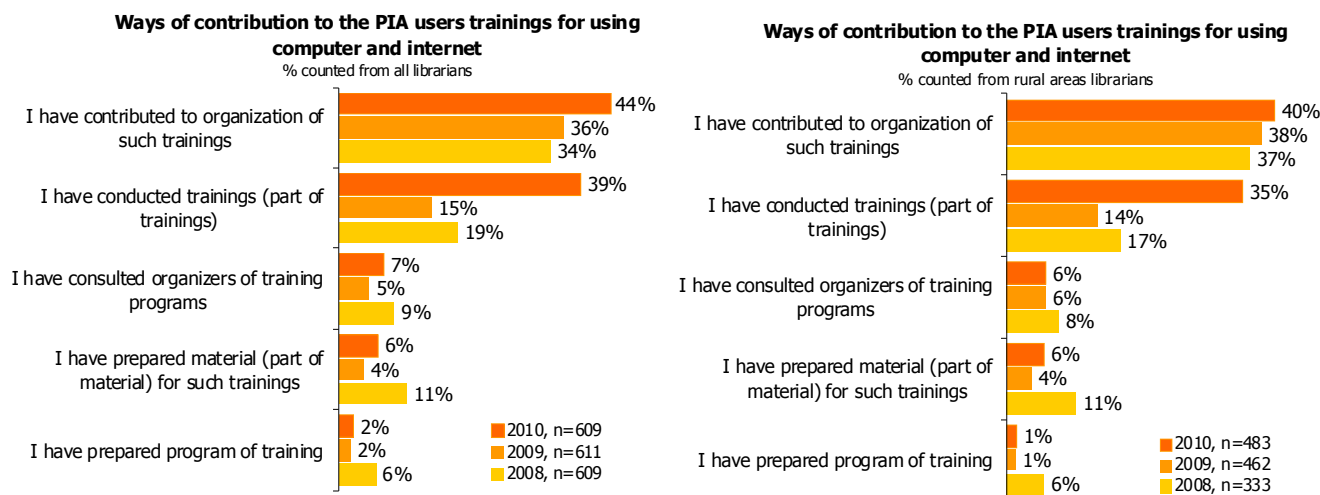 Ways of contribution to the PIA users trainings for using
computer and internet
% counted from all librarians
I have contributed to organization of
such trainings
44%
36%
34%
I have conducted trainings (part of
trainings)
39%
15%
19%
I have consulted organizers of training
programs
7%
5%
9%
I have prepared material (part of
material) for such trainings
6%
4%
11%
I have prepared program of training
2%
2%
6%
2010, n=609
2009, n=611
2008, n=609
Ways of contribution to the PIA users trainings for using
computer and internet
% counted from rural areas librarians
I have contributed to organization of
such trainings
40%
38%
37%
I have conducted trainings (part of
trainings)
35%
14%
17%
I have consulted organizers of training
programs
6%
6%
8%
I have prepared material (part of
material) for such trainings
6%
4%
11%
I have prepared program of training
1%
1%
6%
2010, n=483
2009, n=462
2008, n=333